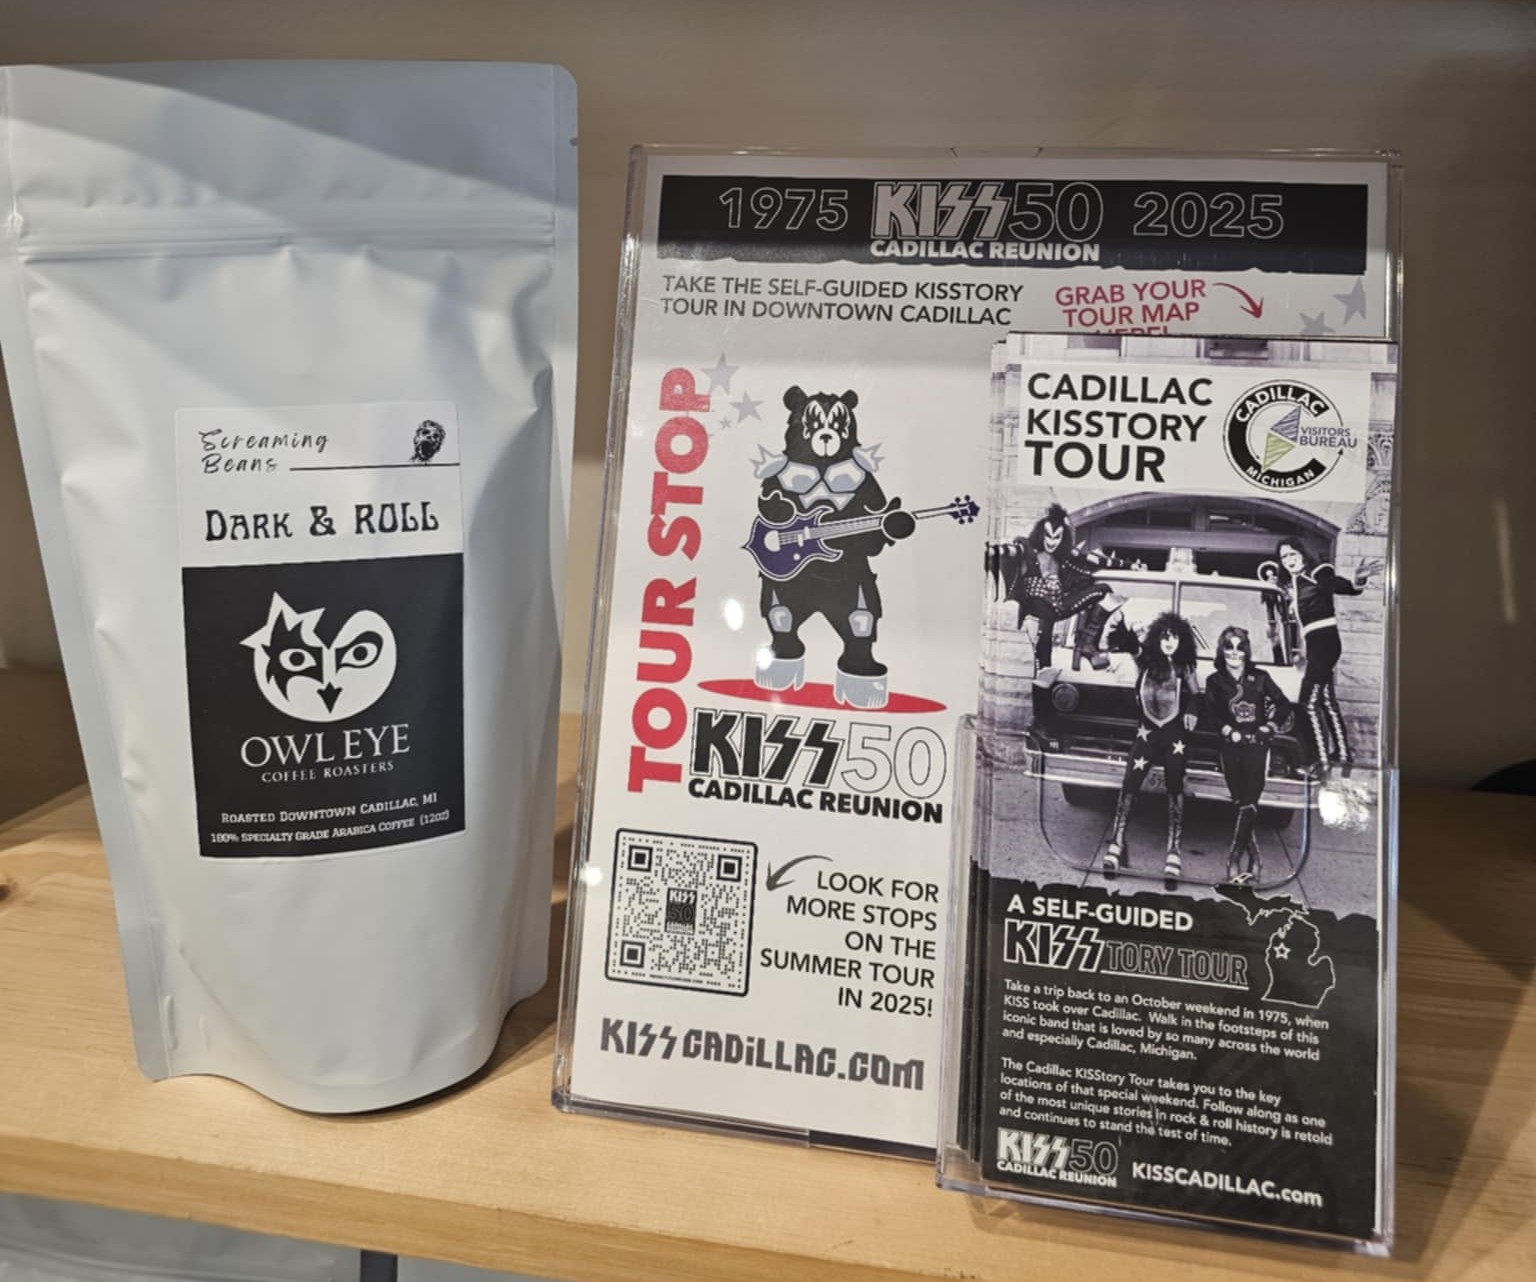 Screaming
Beans
DARK & ROLL
OWL EYE
COFFEE ROASTERS
ROASTED DOWNTOWN CADILLAC, MI
100% SPECIALTY GRADE ARABICA COFFEE (12OZ)
1975 KISS50 2025
CADILLAC REUNION
TAKE THE SELF-GUIDED KISSTORY
TOUR IN DOWNTOWN CADILLAC
GRAB YOUR
TOUR MAP
HERE!
TOUR STOP
KISS50
CADILLAC REUNION
KISS
50
LOOK FOR
MORE STOPS
ON THE
SUMMER TOUR
IN 2025!
KISSCADiLLAC.COM
CADILLAC
KISSTORY
TOUR
CADILLAC
VISITORS
BUREAU
MICHIGAN
A SELF-GUIDED
KISSTORY TOUR
Take a trip back to an October weekend in 1975, when
KISS took over Cadillac. Walk in the footsteps of this
iconic band that is loved by so many across the world
and especially Cadillac, Michigan.
The Cadillac KISStory Tour takes you to the key
locations of that special weekend. Follow along as one
of the most unique stories in rock & roll history is retold
and continues to stand the test of time.
KISS50
CADILLAC REUNION
KISSCADILLAC.com